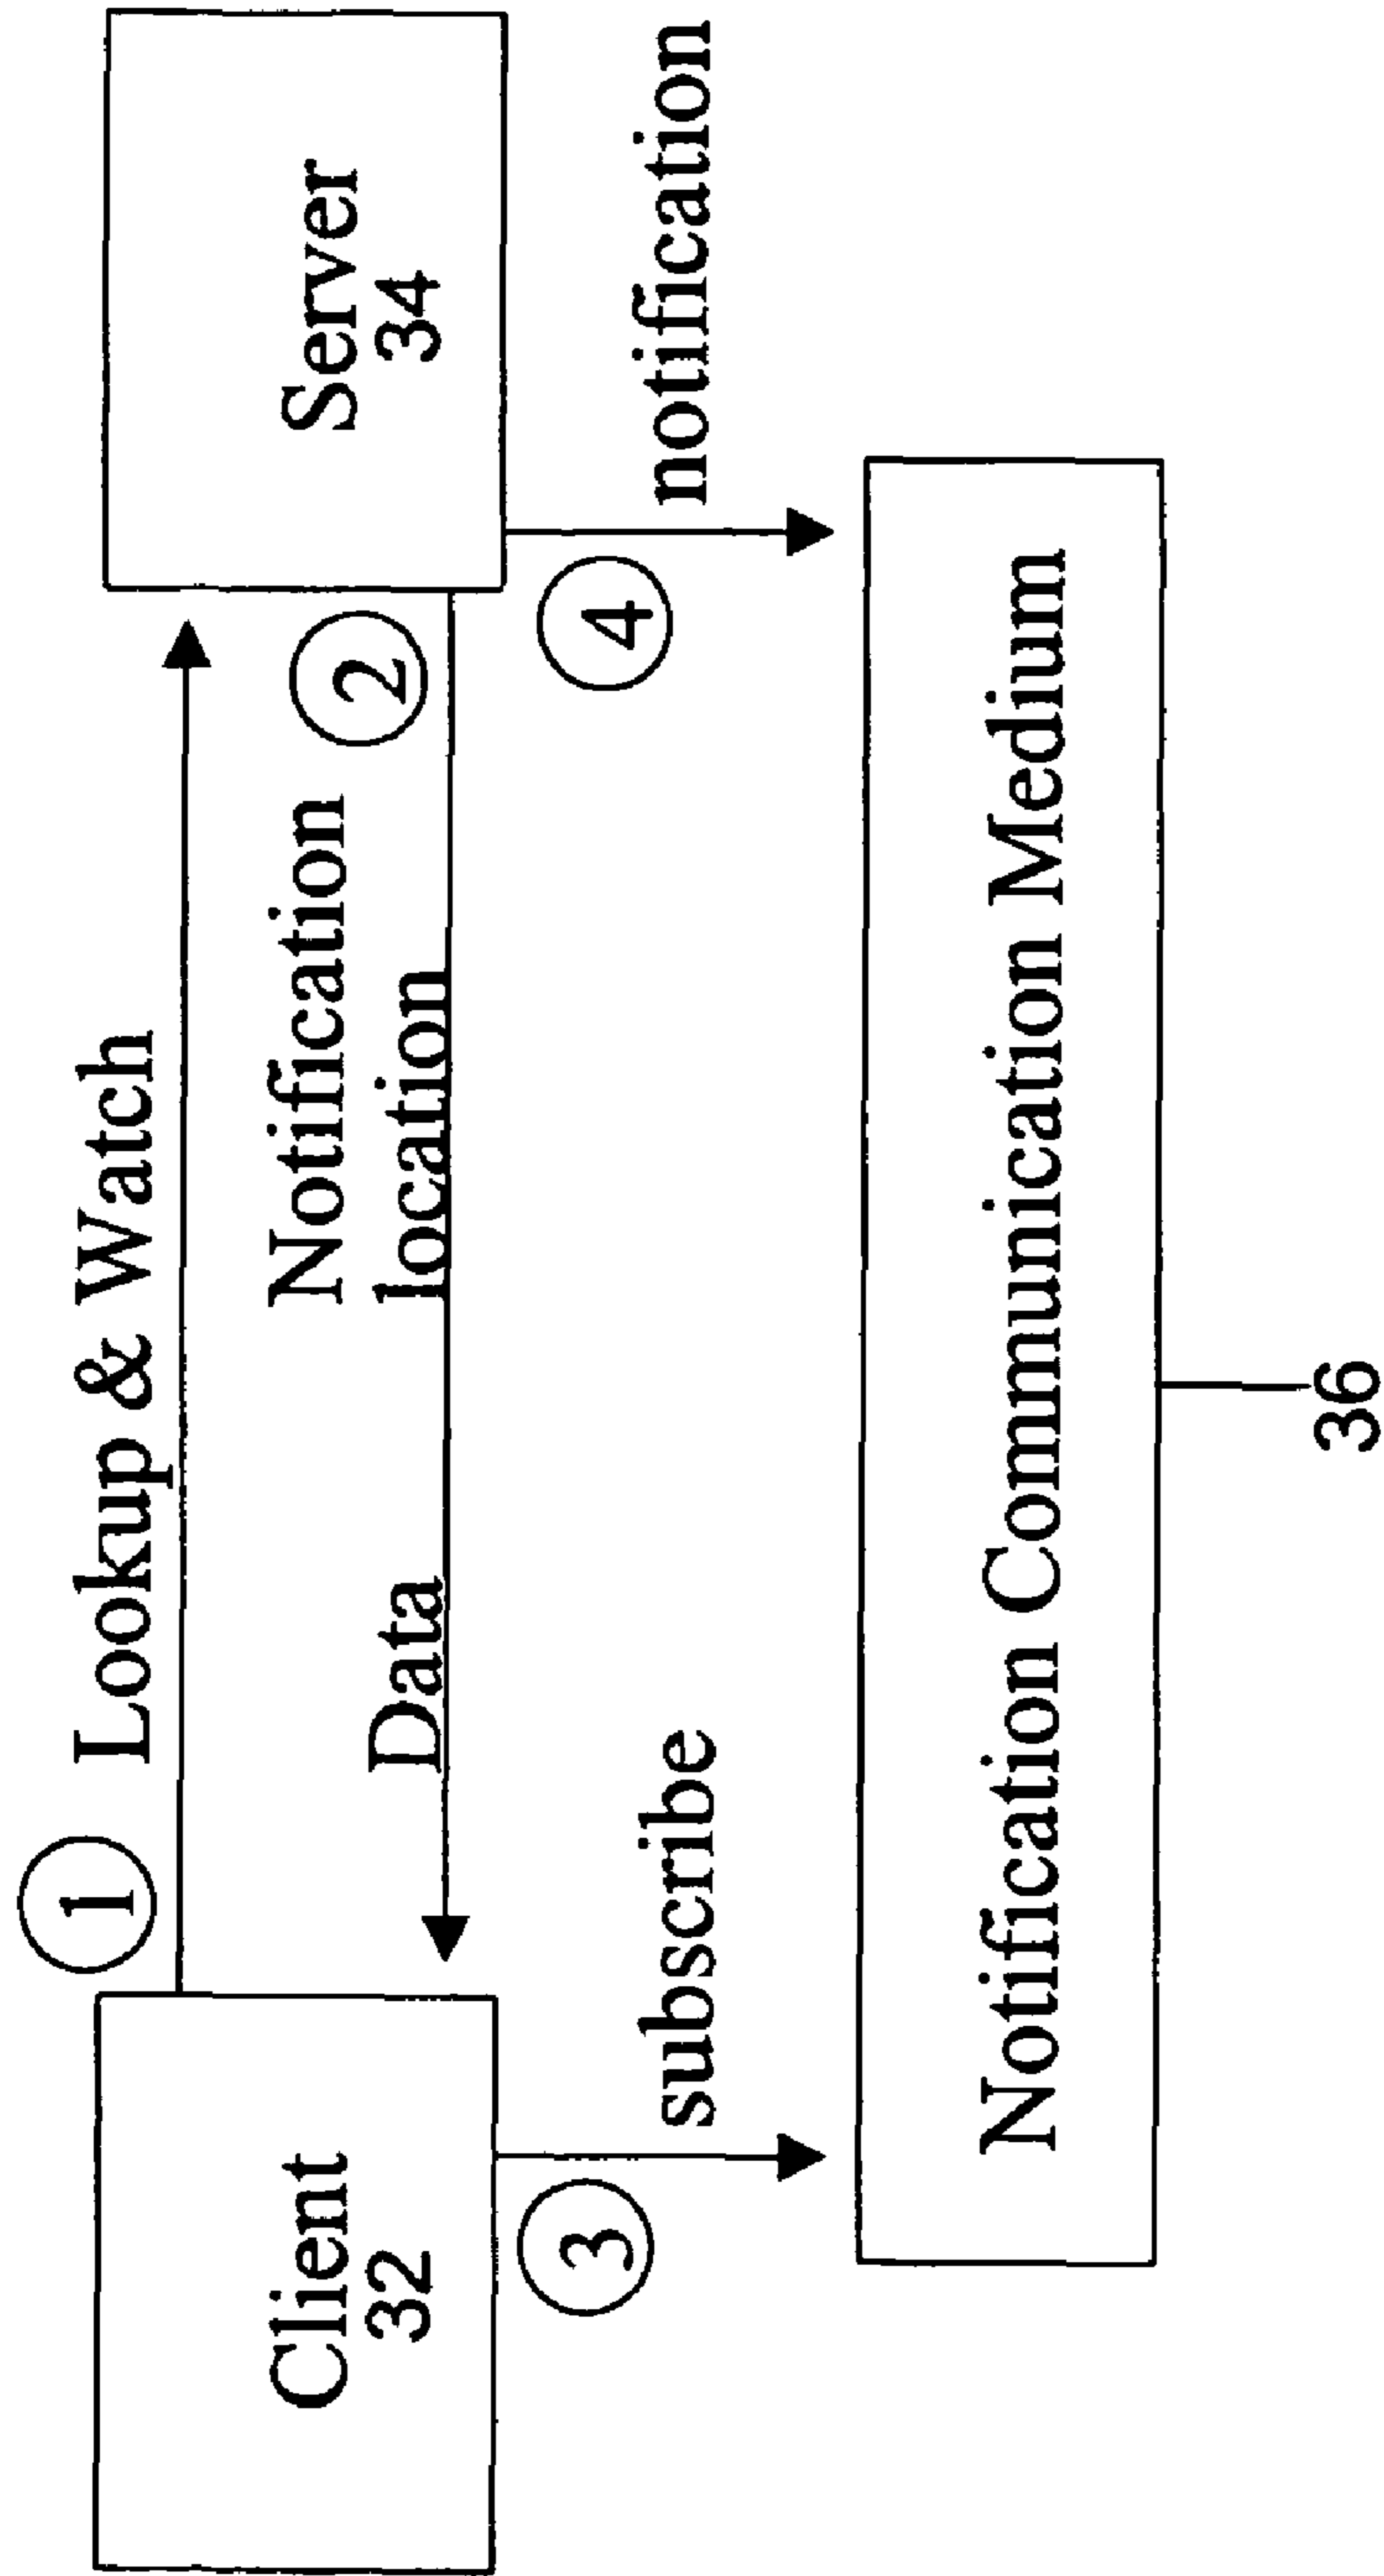 1
Lookup & Watch
Client
32
Server
34
Notification
2
Data
location
3
subscribe
4
notification
Notification Communication Medium
36